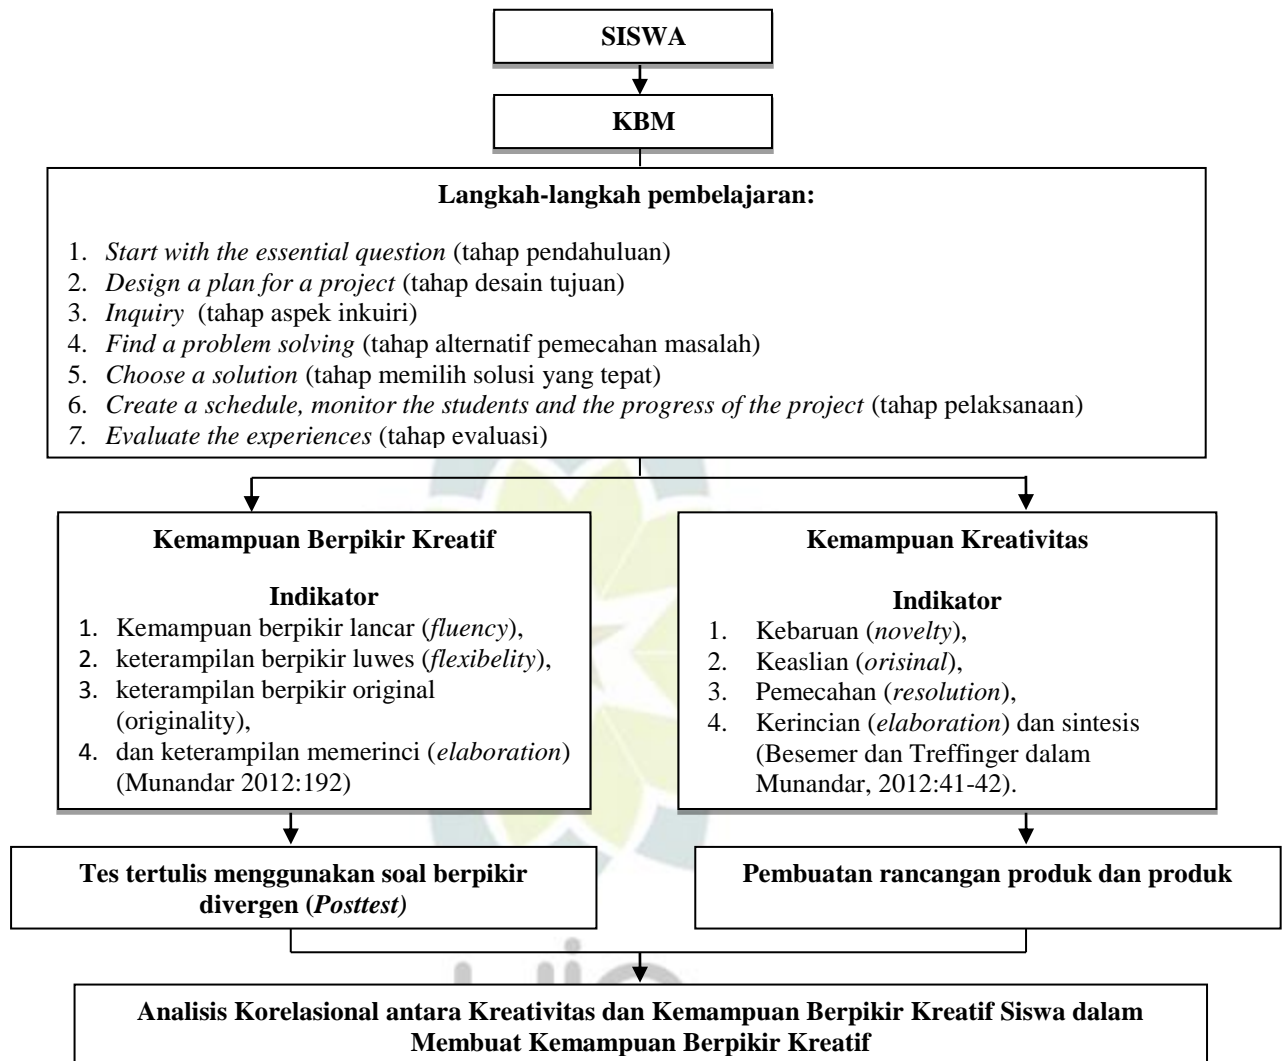 SISWA
KBM
Langkah-langkah pembelajaran:
1. Start with the essential question (tahap pendahuluan)
2. Design a plan for a project (tahap desain tujuan)
3. Inquiry (tahap aspek inkuiri)
4. Find a problem solving (tahap alternatif pemecahan masalah)
5. Choose a solution (tahap memilih solusi yang tepat)
6. Create a schedule, monitor the students and the progress of the project (tahap pelaksanaan)
7. Evaluate the experiences (tahap evaluasi)
Kemampuan Berpikir Kreatif
Indikator
1. Kemampuan berpikir lancar (fluency),
2. keterampilan berpikir luwes (flexibelity),
3. keterampilan berpikir original
(originality),
4. dan keterampilan memerinci (elaboration)
(Munandar 2012:192)
Kemampuan Kreativitas
Indikator
1. Kebaruan (novelty),
2. Keaslian (orisinal),
3. Pemecahan (resolution),
4. Kerincian (elaboration) dan sintesis
(Besemer dan Treffinger dalam
Munandar, 2012:41-42).
Tes tertulis menggunakan soal berpikir
divergen (Posttest)
Pembuatan rancangan produk dan produk
Analisis Korelasional antara Kreativitas dan Kemampuan Berpikir Kreatif Siswa dalam
Membuat Kemampuan Berpikir Kreatif